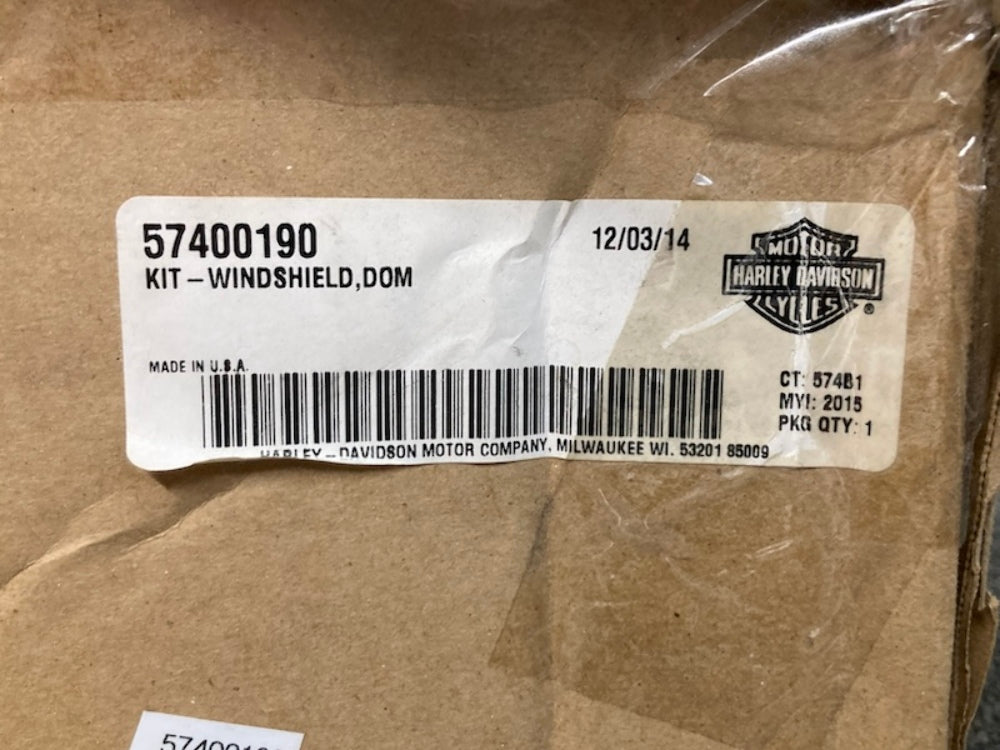 57400190
12/03/14
KIT – WINDSHIELD,DOM
MOTOR
HARLEY-DAVIDSON
CYCLES
®
MADE IN U.S.A.
CT: 574B1
MYI: 2015
PKG QTY: 1
HARLEY – DAVIDSON MOTOR COMPANY, MILWAUKEE WI. 53201 85009